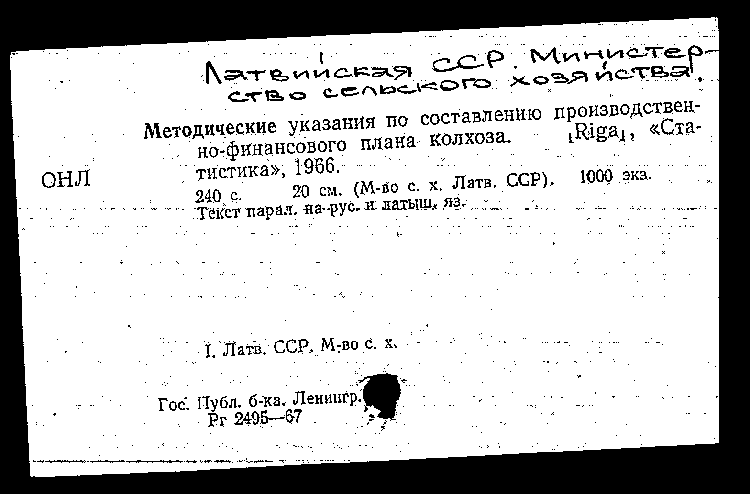 Латвийская ССР. Министер-
ство сельского хозяйства.
Методические указания по составлению производствен-
но-финансового плана колхоза. [Riga], «Ста-
тистика», 1966.
ОНЛ
240 с. 20 см. (М-во с. х. Латв. ССР). 1000 экз.
Текст парал. на рус. и латыш. яз.
I. Латв. ССР. М-во с. х.
Гос. Публ. б-ка. Ленингр.
Рг 2495—67